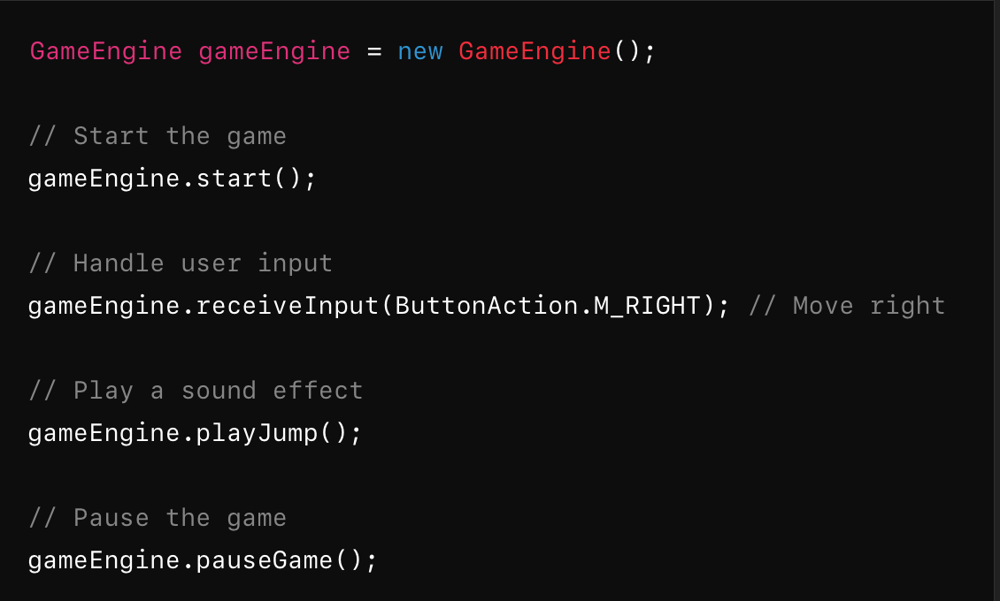 GameEngine gameEngine = new GameEngine();
// Start the game
gameEngine.start();
// Handle user input
gameEngine.receiveInput(ButtonAction.M_RIGHT); // Move right
// Play a sound effect
gameEngine.playJump();
// Pause the game
gameEngine.pauseGame();